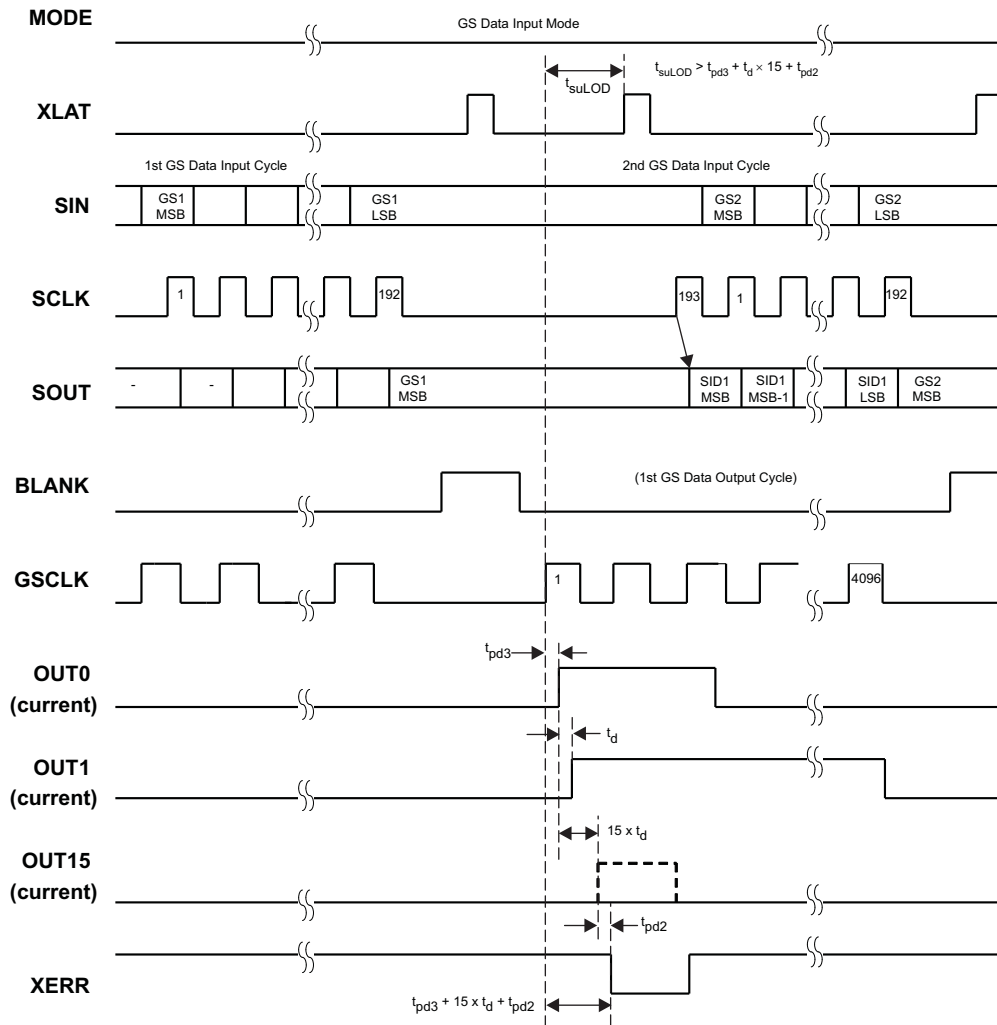 MODE
GS Data Input Mode
t_suLOD
t_suLOD > t_pd3 + t_d × 15 + t_pd2
XLAT
1st GS Data Input Cycle
2nd GS Data Input Cycle
SIN
GS1 MSB
GS1 LSB
GS2 MSB
GS2 LSB
SCLK
1
192
193
1
192
SOUT
-
-
GS1 MSB
SID1 MSB
SID1 MSB-1
SID1 LSB
GS2 MSB
BLANK
(1st GS Data Output Cycle)
GSCLK
1
4096
t_pd3
OUT0
(current)
t_d
OUT1
(current)
15 x t_d
OUT15
(current)
t_pd2
XERR
t_pd3 + 15 x t_d + t_pd2